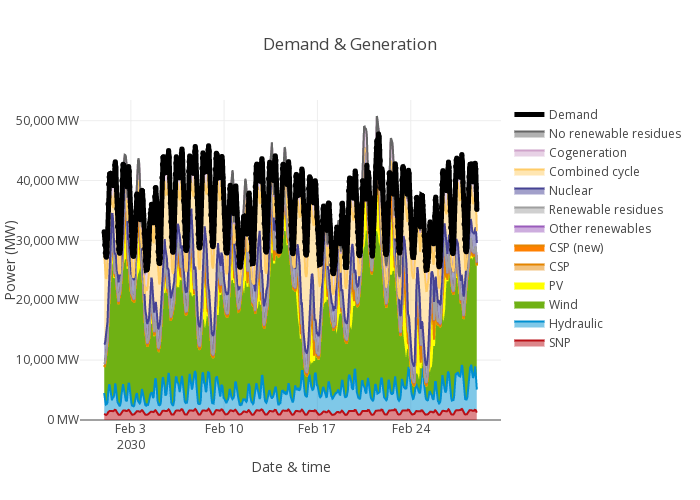 Demand & Generation
50,000 MW
40,000 MW
30,000 MW
20,000 MW
10,000 MW
0 MW
Power (MW)
Feb 3
2030
Feb 10
Feb 17
Feb 24
Date & time
Demand
No renewable residues
Cogeneration
Combined cycle
Nuclear
Renewable residues
Other renewables
CSP (new)
CSP
PV
Wind
Hydraulic
SNP